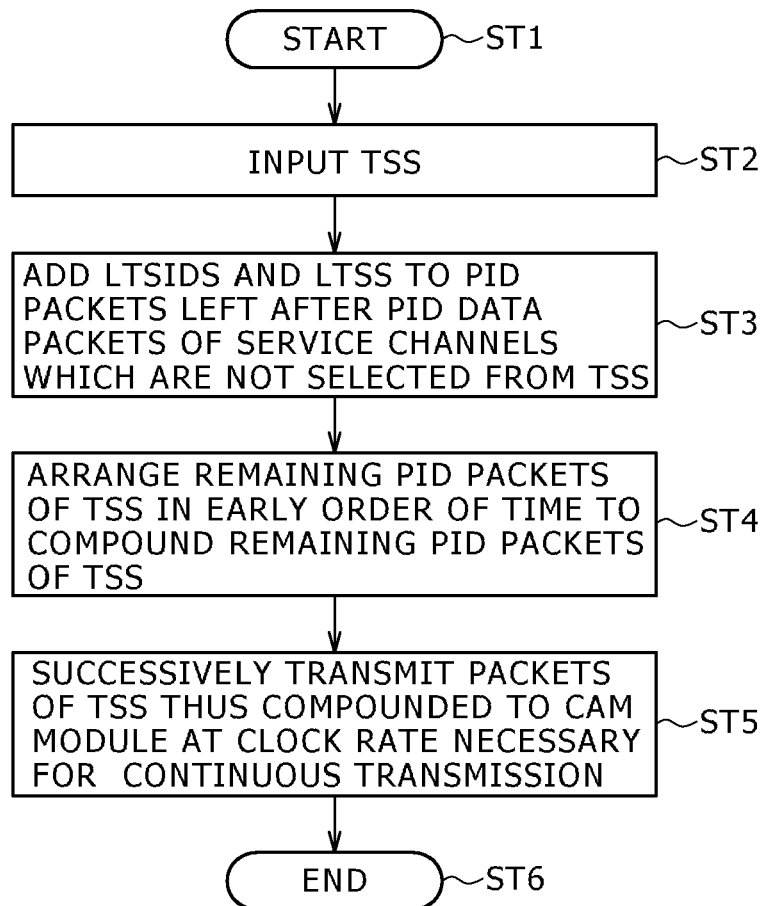 START
ST1
INPUT TSS
ST2
ADD LTSIDS AND LTSS TO PID
PACKETS LEFT AFTER PID DATA
PACKETS OF SERVICE CHANNELS
WHICH ARE NOT SELECTED FROM TSS
ST3
ARRANGE REMAINING PID PACKETS
OF TSS IN EARLY ORDER OF TIME TO
COMPOUND REMAINING PID PACKETS
OF TSS
ST4
SUCCESSIVELY TRANSMIT PACKETS
OF TSS THUS COMPOUNDED TO CAM
MODULE AT CLOCK RATE NECESSARY
FOR CONTINUOUS TRANSMISSION
ST5
END
ST6